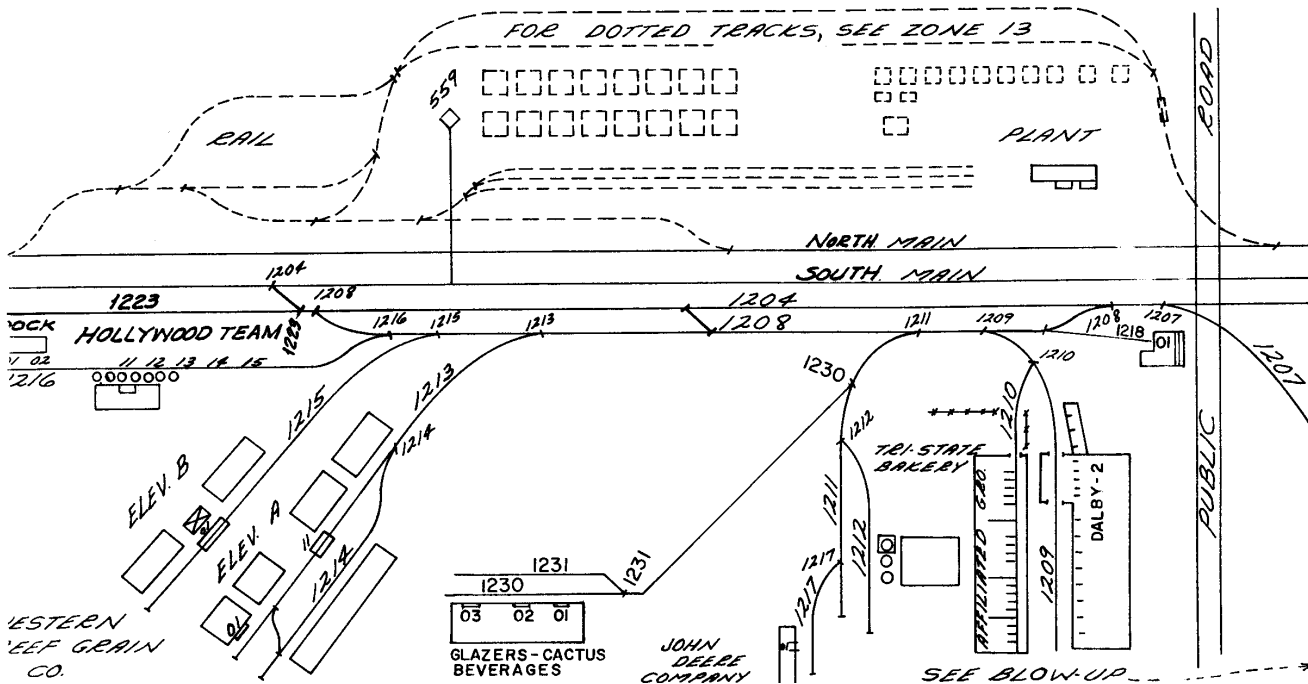 FOR DOTTED TRACKS, SEE ZONE 13
559
ROAD
RAIL
PLANT
NORTH MAIN
1204
SOUTH MAIN
1223
1208
1204
1208
1207
HOLLYWOOD TEAM
1223
1216
1215
1213
1208
1211
1209
1218
01
02
11 12 13 14 15
1216
1210
1207
1230
1213
1215
1214
1212
1210
TRI-STATE
BAKERY
1211
1212
ELEV. B
ELEV. A
11
1214
01
DALBY-2
PUBLIC
AFFILIATED
1209
1217
1217
1231
1230
1231
03 02 01
GLAZERS-CACTUS
BEVERAGES
JOHN
DEERE
COMPANY
GRAIN
CO.
SEE BLOW-UP